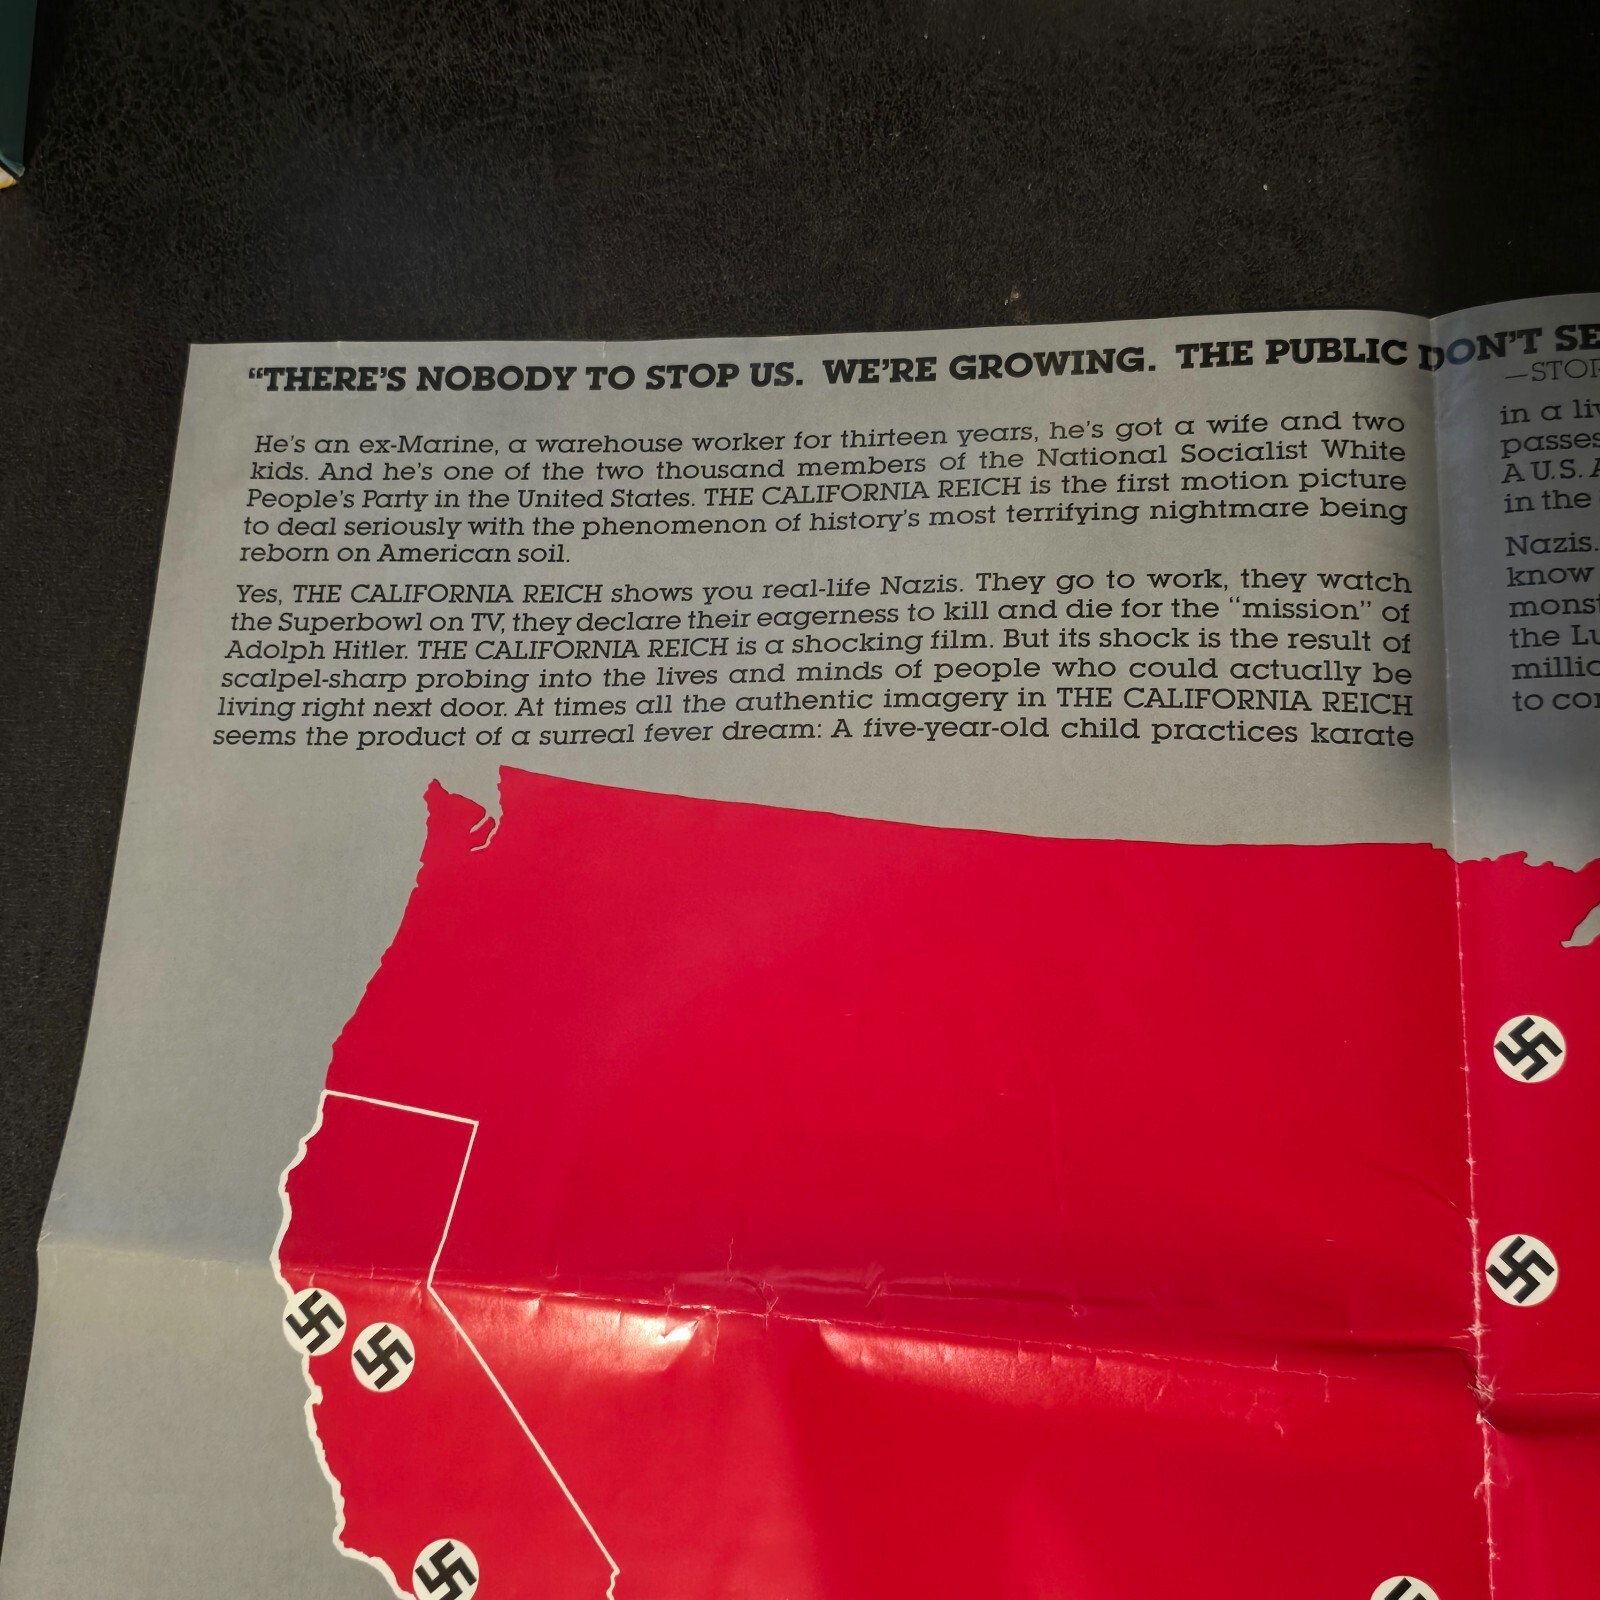 “THERE’S NOBODY TO STOP US. WE’RE GROWING. THE PUBLIC DON’T
He’s an ex-Marine, a warehouse worker for thirteen years, he’s got a wife and two
kids. And he’s one of the two thousand members of the National Socialist White
People’s Party in the United States. THE CALIFORNIA REICH is the first motion picture
to deal seriously with the phenomenon of history’s most terrifying nightmare being
reborn on American soil.
Yes, THE CALIFORNIA REICH shows you real-life Nazis. They go to work, they watch
the Superbowl on TV, they declare their eagerness to kill and die for the “mission” of
Adolph Hitler. THE CALIFORNIA REICH is a shocking film. But its shock is the result of
scalpel-sharp probing into the lives and minds of people who could actually be
living right next door. At times all the authentic imagery in THE CALIFORNIA REICH
seems the product of a surreal fever dream: A five-year-old child practices karate
in a
passes
A U.S.
in the
Nazis.
know
the
to